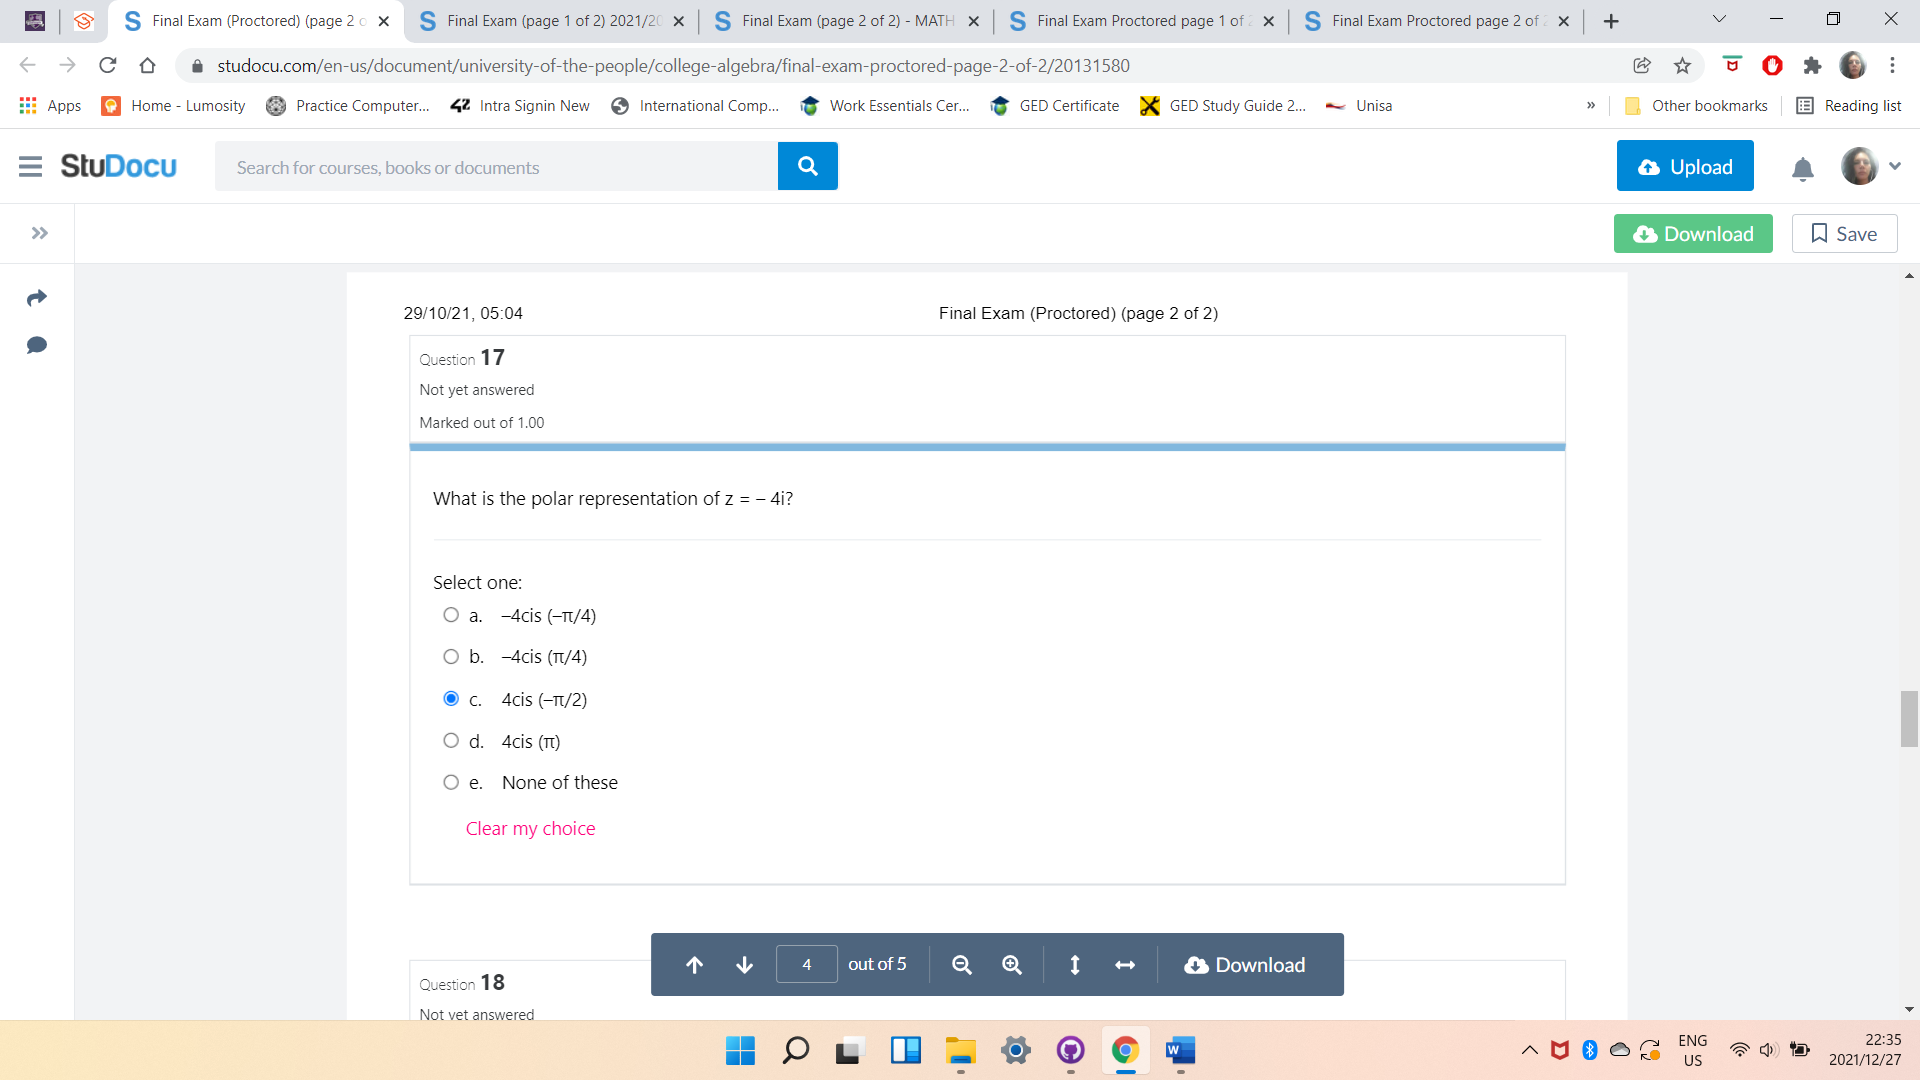 Final Exam (Proctored) (page 2 o
Final Exam (page 1 of 2) 2021/20
Final Exam (page 2 of 2) - MATH
Final Exam Proctored page 1 of 2
Final Exam Proctored page 2 of 2
studocu.com/en-us/document/university-of-the-people/college-algebra/final-exam-proctored-page-2-of-2/20131580
Apps
Home - Lumosity
Practice Computer...
Intra Signin New
International Comp...
Work Essentials Cer...
GED Certificate
GED Study Guide 2...
Unisa
»
Other bookmarks
Reading list
StuDocu
Search for courses, books or documents
Upload
Download
Save
29/10/21, 05:04
Final Exam (Proctored) (page 2 of 2)
Question 17
Not yet answered
Marked out of 1.00
What is the polar representation of z = – 4i?
Select one:
a. –4cis (–π/4)
b. –4cis (π/4)
c. 4cis (–π/2)
d. 4cis (π)
e. None of these
Clear my choice
4 out of 5
Download
Question 18
Not yet answered
ENG
US
22:35
2021/12/27